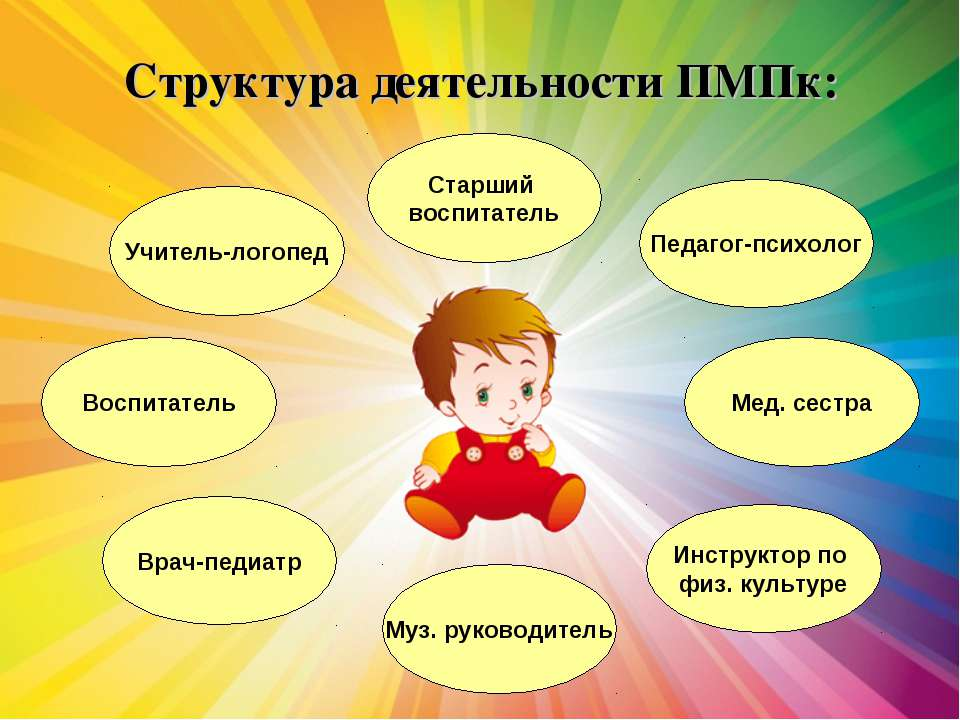 Структура деятельности ПМПк:
Старший
воспитатель
Учитель-логопед
Педагог-психолог
Воспитатель
Мед. сестра
Врач-педиатр
Инструктор по
физ. культуре
Муз. руководитель